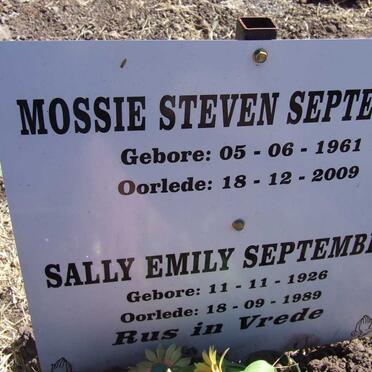 MOSSIE STEVEN SEPTE
Gebore: 05 - 06 - 1961
Oorlede: 18 - 12 - 2009
SALLY EMILY SEPTEMBE
Gebore: 11 - 11 - 1926
Oorlede: 18 - 09 - 1989
Rus in Vrede